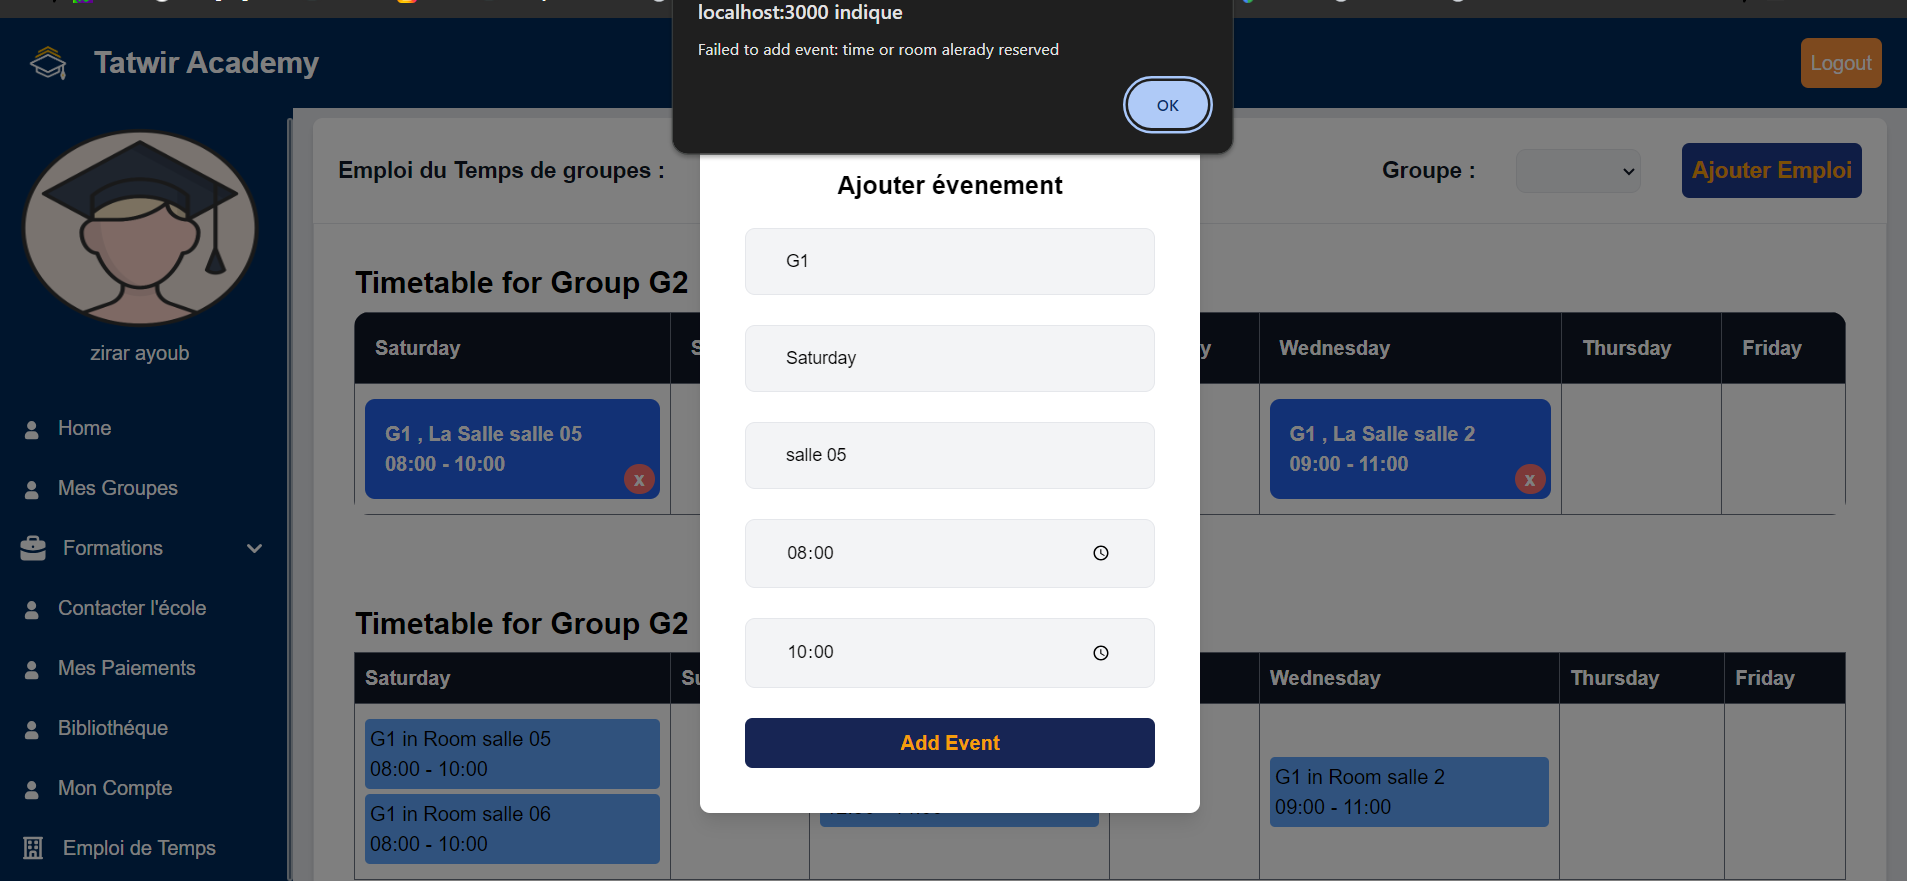 localhost:3000 indique
Failed to add event: time or room alerady reserved
OK
Tatwir Academy
Logout
zirar ayoub
Home
Mes Groupes
Formations
Contacter l'école
Mes Paiements
Bibliothéque
Mon Compte
Emploi de Temps
Emploi du Temps de groupes :
Groupe :
Ajouter Emploi
Ajouter évenement
G1
Saturday
salle 05
08:00
10:00
Add Event
Timetable for Group G2
Saturday
Wednesday
Thursday
Friday
G1 , La Salle salle 05
08:00 - 10:00
x
G1 , La Salle salle 2
09:00 - 11:00
x
Timetable for Group G2
Saturday
Wednesday
Thursday
Friday
G1 in Room salle 05
08:00 - 10:00
G1 in Room salle 06
08:00 - 10:00
G1 in Room salle 2
09:00 - 11:00